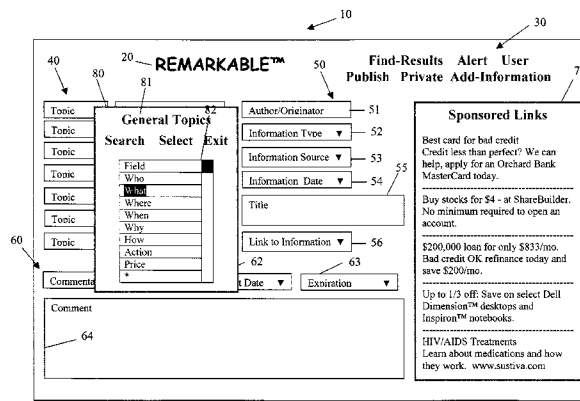 10
30
20
REMARKABLE™
Find-Results Alert User
Publish Private Add-Information
40
80
81
50
7
Topic
General Topics
82
Search Select Exit
Author/Originator
51
Sponsored Links
Topic
Information Type ▼
52
Topic
Field
Information Source ▼
53
55
Best card for bad credit
Credit less than perfect? We can
help, apply for an Orchard Bank
MasterCard today.
Topic
Who
What
Information Date ▼
54
Topic
Where
When
Title
Buy stocks for $4 - at ShareBuilder.
No minimum required to open an
account.
Topic
Why
How
Topic
Action
Price
*
Link to Information ▼
56
$200,000 loan for only $833/mo.
Bad credit OK refinance today and
save $200/mo.
60
62
63
Date ▼
Expiration ▼
Comment
64
Up to 1/3 off: Save on select Dell
Dimension™ desktops and
Inspiron™ notebooks.
HIV/AIDS Treatments
Learn about medications and how
they work. www.sustiva.com